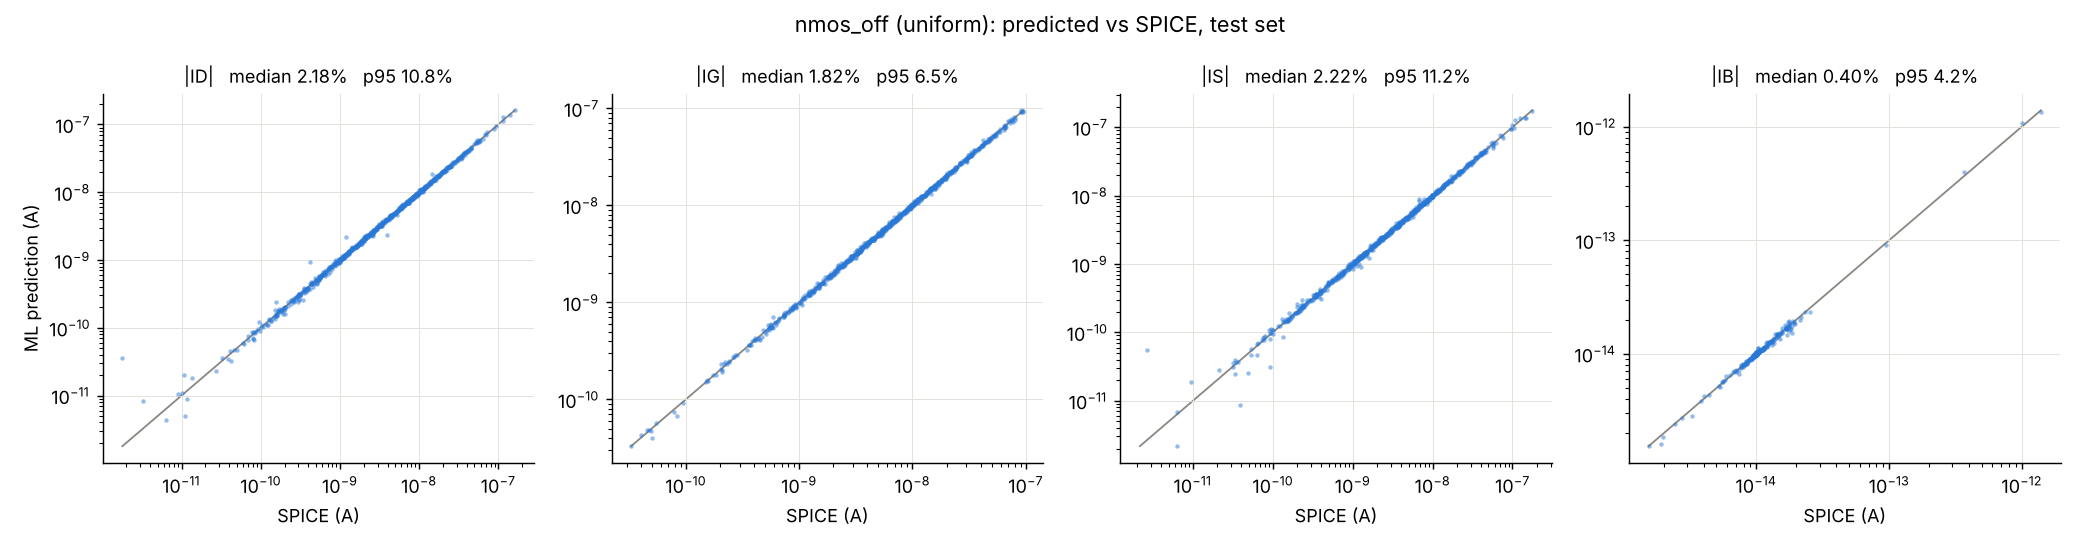 nmos_off (uniform): predicted vs SPICE, test set
|ID|   median 2.18%   p95 10.8%
10⁻⁷
10⁻⁸
10⁻⁹
10⁻¹⁰
10⁻¹¹
ML prediction (A)
10⁻¹¹ 10⁻¹⁰ 10⁻⁹ 10⁻⁸ 10⁻⁷
SPICE (A)
|IG|   median 1.82%   p95 6.5%
10⁻⁷
10⁻⁸
10⁻⁹
10⁻¹⁰
10⁻¹⁰ 10⁻⁹ 10⁻⁸ 10⁻⁷
SPICE (A)
|IS|   median 2.22%   p95 11.2%
10⁻⁷
10⁻⁸
10⁻⁹
10⁻¹⁰
10⁻¹¹
10⁻¹¹ 10⁻¹⁰ 10⁻⁹ 10⁻⁸ 10⁻⁷
SPICE (A)
|IB|   median 0.40%   p95 4.2%
10⁻¹²
10⁻¹³
10⁻¹⁴
10⁻¹⁴ 10⁻¹³ 10⁻¹²
SPICE (A)